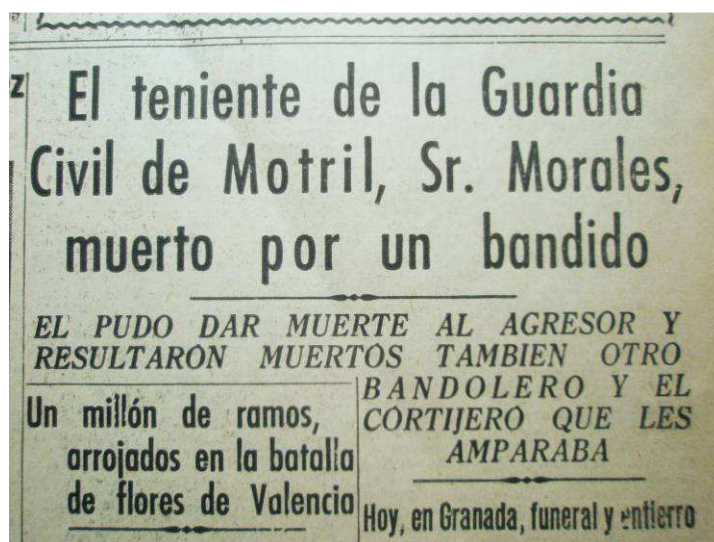 z
El teniente de la Guardia
Civil de Motril, Sr. Morales,
muerto por un bandido
EL PUDO DAR MUERTE AL AGRESOR Y
RESULTARON MUERTOS TAMBIEN OTRO
BANDOLERO Y EL
CORTIJERO QUE LES
AMPARABA
Hoy, en Granada, funeral y entierro
Un millón de ramos,
arrojados en la batalla
de flores de Valencia